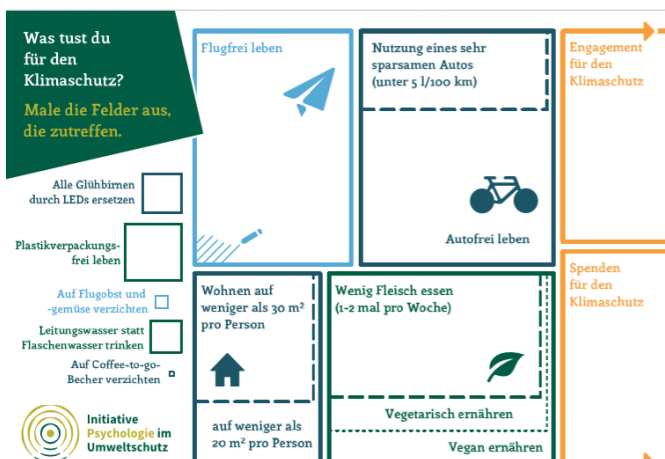 Was tust du
für den
Klimaschutz?
Male die Felder aus,
die zutreffen.
Alle Glühbirnen
durch LEDs ersetzen
Plastikverpackungs-
frei leben
Auf Flugobst und
-gemüse verzichten
Leitungswasser statt
Flaschenwasser trinken
Auf Coffee-to-go-
Becher verzichten
Initiative
Psychologie im
Umweltschutz
Flugfrei leben
Nutzung eines sehr
sparsamen Autos
(unter 5 l/100 km)
Autofrei leben
Wohnen auf
weniger als 30 m²
pro Person
auf weniger als
20 m² pro Person
Wenig Fleisch essen
(1-2 mal pro Woche)
Vegetarisch ernähren
Vegan ernähren
Engagement
für den
Klimaschutz
Spenden
für den
Klimaschutz